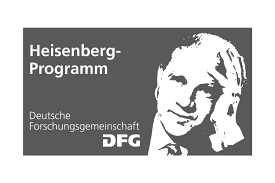 Heisenberg-
Programm
Deutsche
Forschungsgemeinschaft
DFG